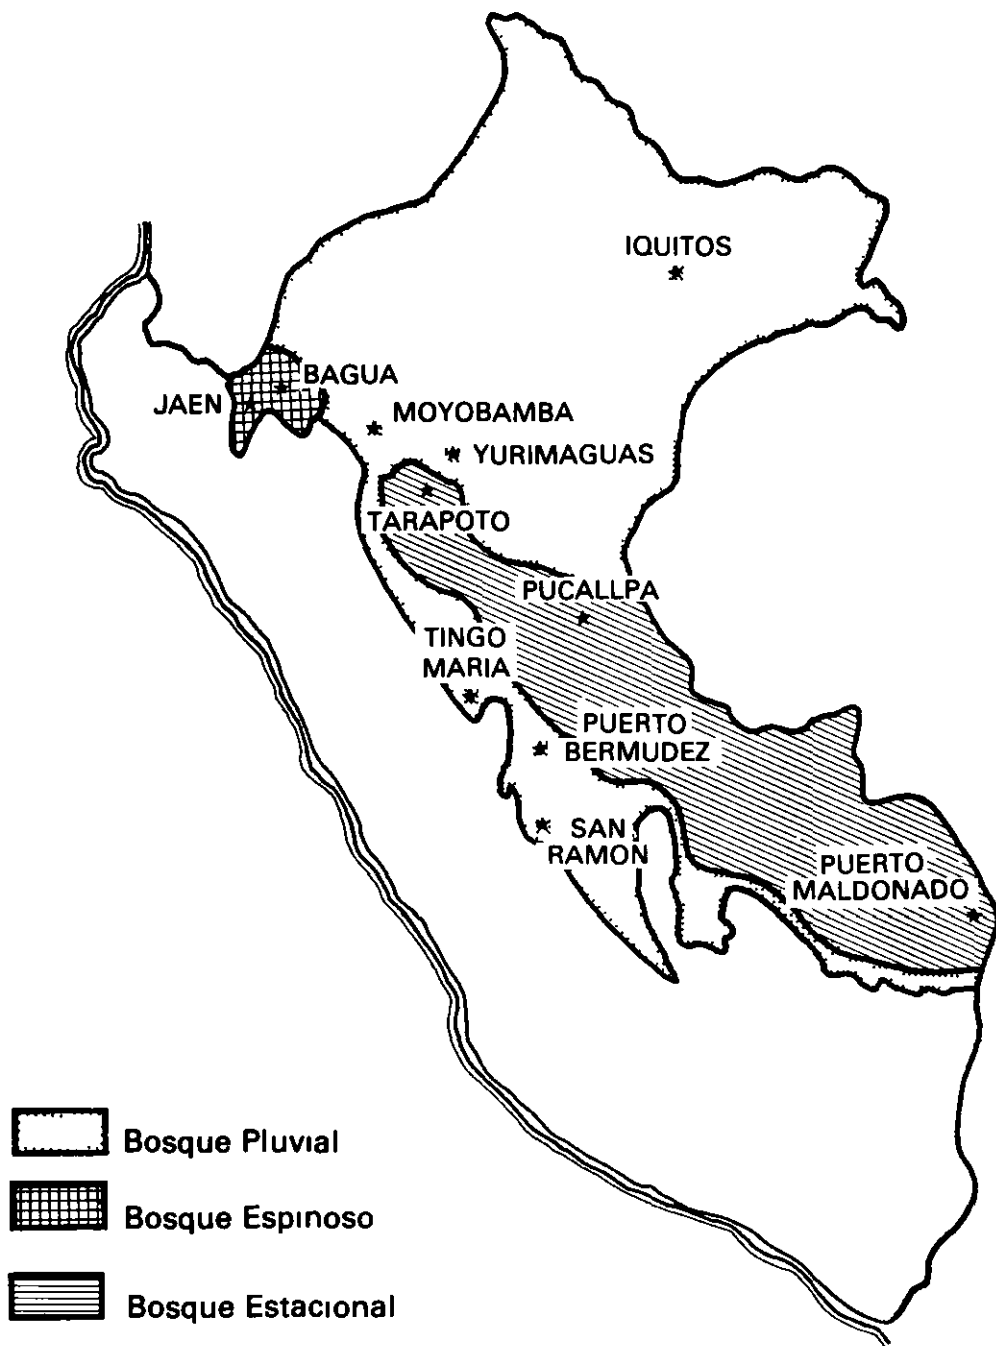 IQUITOS
BAGUA
JAEN
MOYOBAMBA
YURIMAGUAS
TARAPOTO
PUCALLPA
TINGO
MARIA
PUERTO
BERMUDEZ
SAN
RAMON
PUERTO
MALDONADO
Bosque Pluvial
Bosque Espinoso
Bosque Estacional